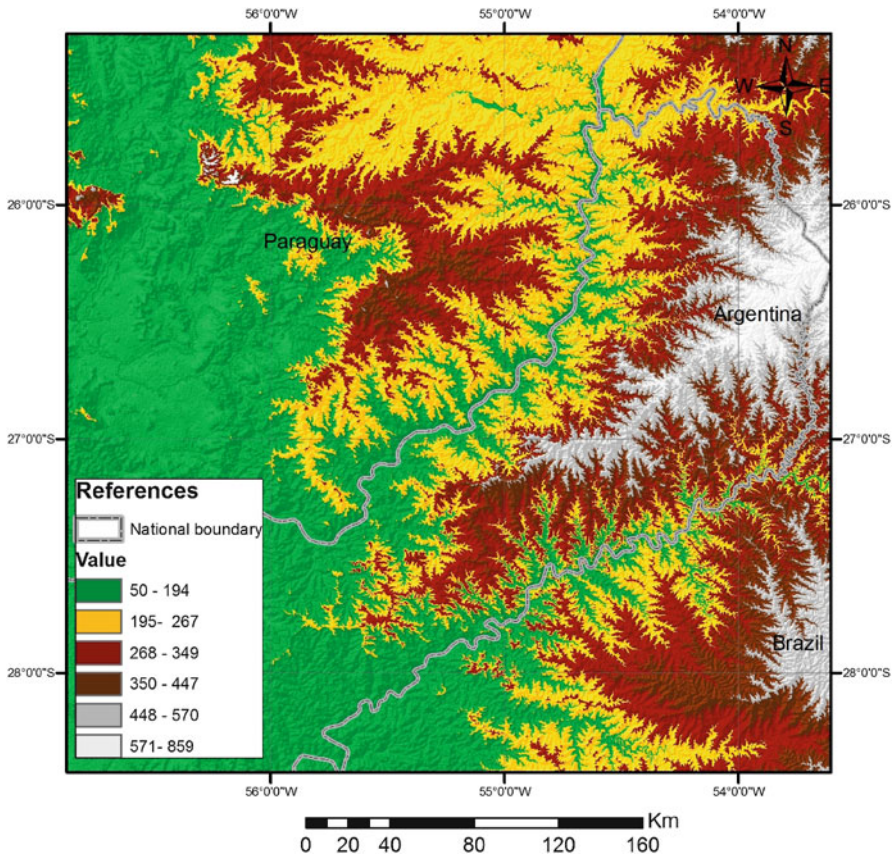 56°0'0"W 55°0'0"W 54°0'0"W
N
W E
S
26°0'0"S 26°0'0"S
Paraguay
Argentina
27°0'0"S 27°0'0"S
References
National boundary
Value
50 - 194
195- 267
268 - 349
350 - 447
448 - 570
571- 859
Brazil
28°0'0"S 28°0'0"S
56°0'0"W 55°0'0"W 54°0'0"W
Km
0 20 40 80 120 160